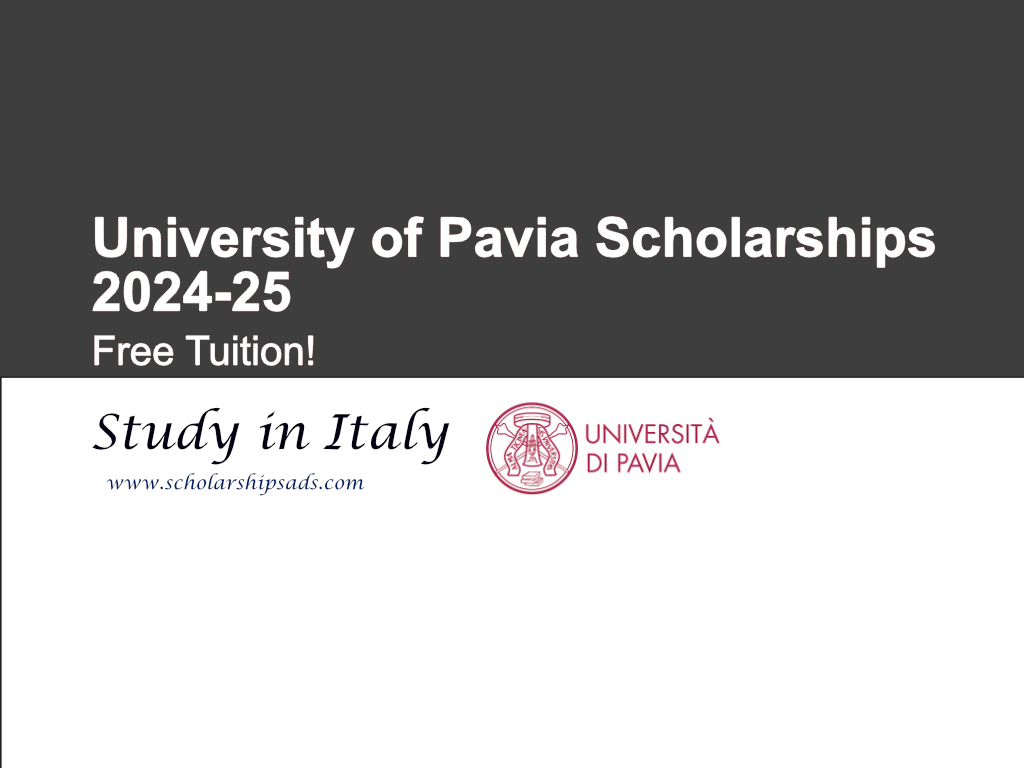 University of Pavia Scholarships
2024-25
Free Tuition!
Study in Italy
www.scholarshipsads.com
UNIVERSITÀ
DI PAVIA